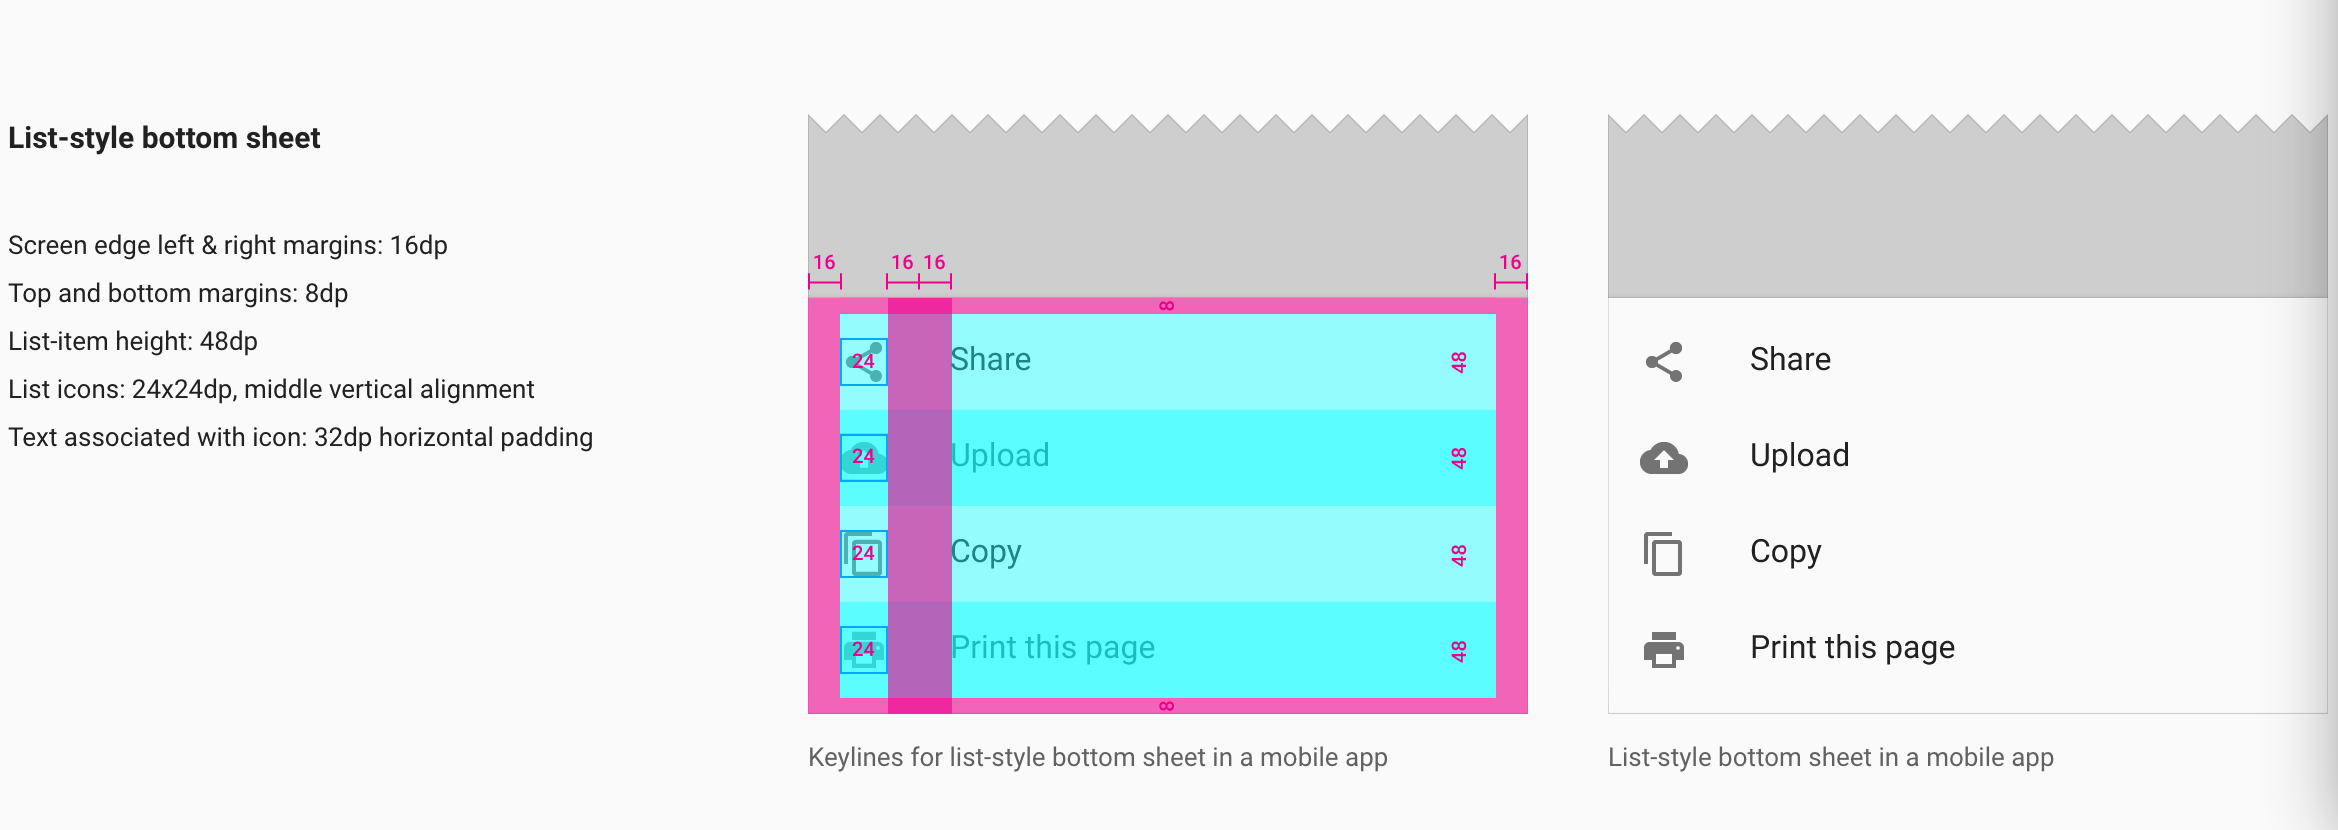 List-style bottom sheet
Screen edge left & right margins: 16dp
Top and bottom margins: 8dp
List-item height: 48dp
List icons: 24x24dp, middle vertical alignment
Text associated with icon: 32dp horizontal padding
16 16 16 16
8
24 Share 48
24 Upload 48
24 Copy 48
24 Print this page 48
8
Keylines for list-style bottom sheet in a mobile app
Share
Upload
Copy
Print this page
List-style bottom sheet in a mobile app